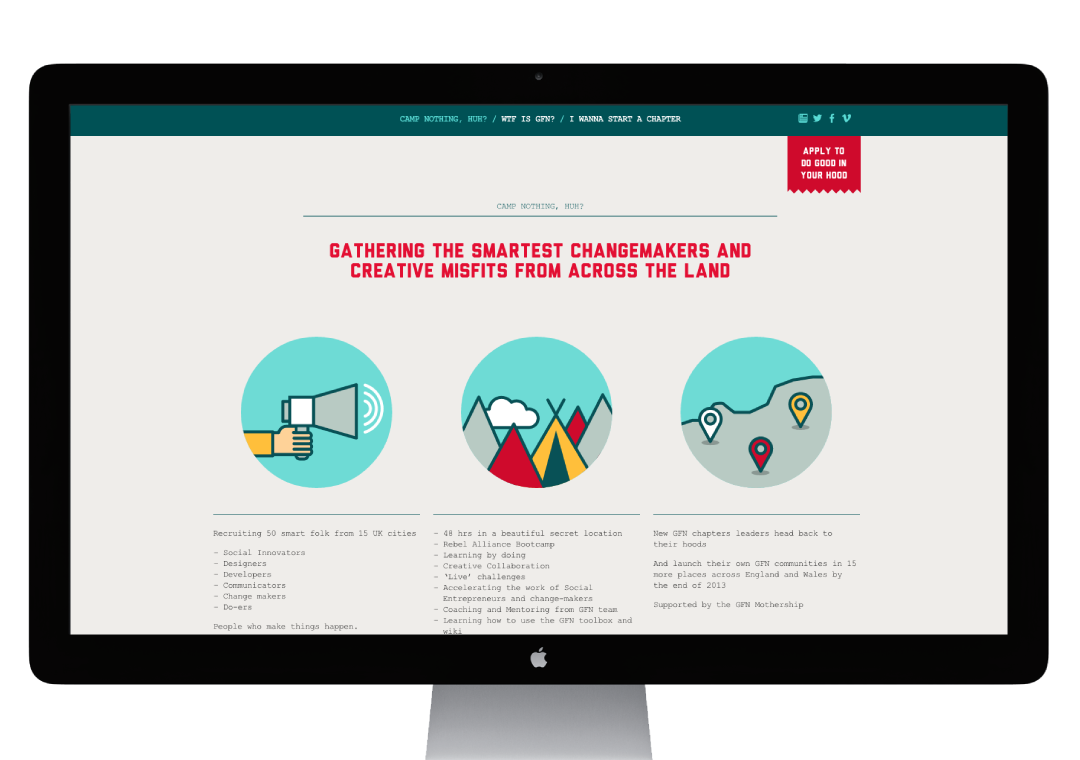 CAMP NOTHING, HUH? / WTF IS GFN? / I WANNA START A CHAPTER
APPLY TO
DO GOOD IN
YOUR HOOD
CAMP NOTHING, HUH?
GATHERING THE SMARTEST CHANGEMAKERS AND
CREATIVE MISFITS FROM ACROSS THE LAND
Recruiting 50 smart folk from 15 UK cities
- Social Innovators
- Designers
- Developers
- Communicators
- Change makers
- Do-ers
People who make things happen.
- 48 hrs in a beautiful secret location
- Rebel Alliance Bootcamp
- Learning by doing
- Creative Collaboration
- ‘Live’ challenges
- Accelerating the work of Social
Entrepreneurs and change-makers
- Coaching and Mentoring from GFN team
- Learning how to use the GFN toolbox and
wiki
New GFN chapters leaders head back to
their hoods
And launch their own GFN communities in 15
more places across England and Wales by
the end of 2013
Supported by the GFN Mothership